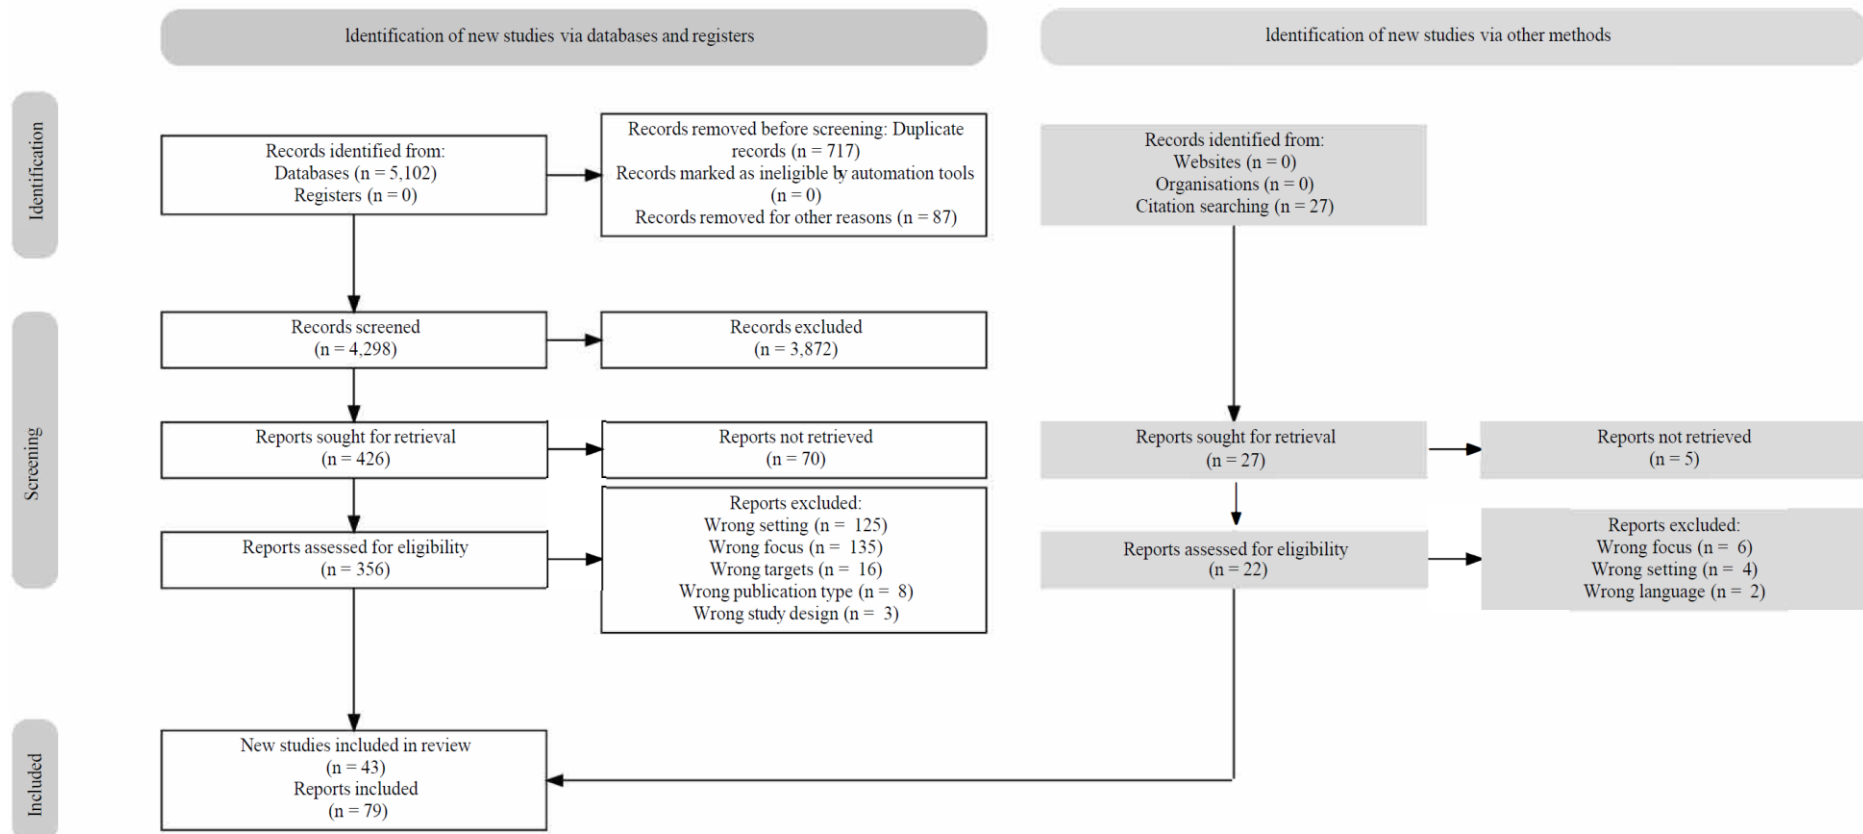 Identification of new studies via databases and registers
Identification of new studies via other methods
Identification
Records identified from:
Databases (n = 5,102)
Registers (n = 0)
Records removed before screening: Duplicate
records (n = 717)
Records marked as ineligible by automation tools
(n = 0)
Records removed for other reasons (n = 87)
Records identified from:
Websites (n = 0)
Organisations (n = 0)
Citation searching (n = 27)
Screening
Records screened
(n = 4,298)
Records excluded
(n = 3,872)
Reports sought for retrieval
(n = 426)
Reports not retrieved
(n = 70)
Reports sought for retrieval
(n = 27)
Reports not retrieved
(n = 5)
Reports assessed for eligibility
(n = 356)
Reports excluded:
Wrong setting (n = 125)
Wrong focus (n = 135)
Wrong targets (n = 16)
Wrong publication type (n = 8)
Wrong study design (n = 3)
Reports assessed for eligibility
(n = 22)
Reports excluded:
Wrong focus (n = 6)
Wrong setting (n = 4)
Wrong language (n = 2)
Included
New studies included in review
(n = 43)
Reports included
(n = 79)